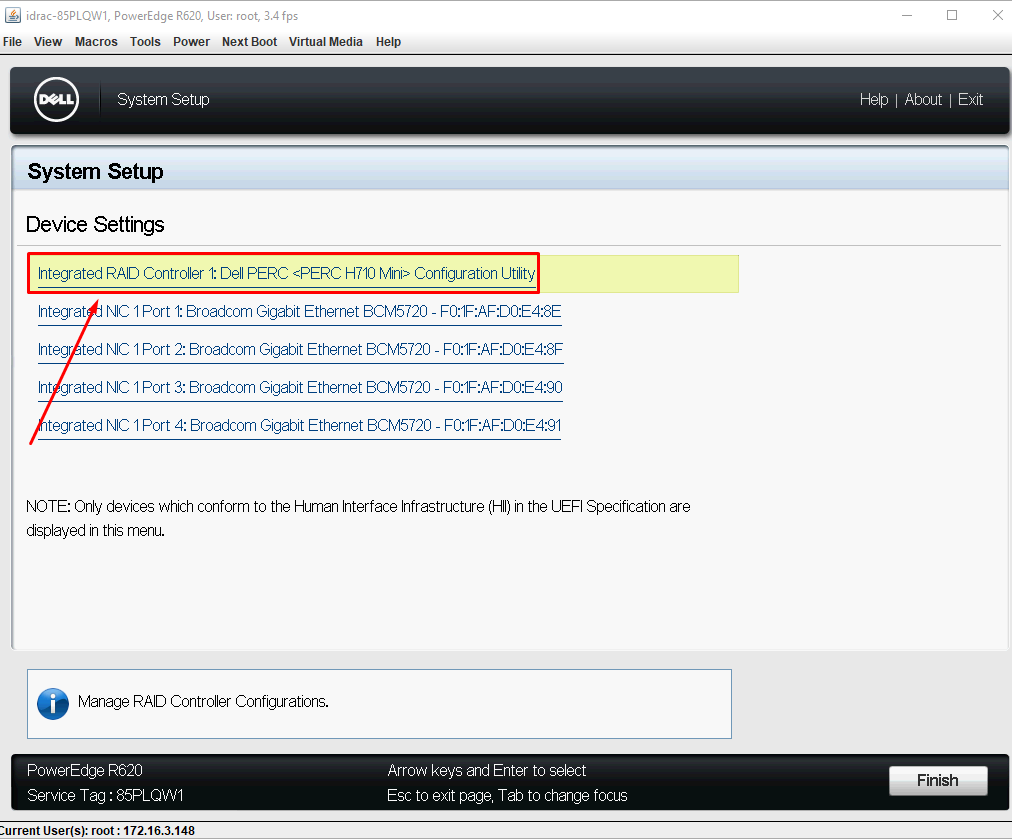 idrac-85PLQW1, PowerEdge R620, User: root, 3.4 fps
File View Macros Tools Power Next Boot Virtual Media Help
DELL
System Setup
Help | About | Exit
System Setup
Device Settings
Integrated RAID Controller 1: Dell PERC <PERC H710 Mini> Configuration Utility
Integrated NIC 1 Port 1: Broadcom Gigabit Ethernet BCM5720 - F0:1F:AF:D0:E4:8E
Integrated NIC 1 Port 2: Broadcom Gigabit Ethernet BCM5720 - F0:1F:AF:D0:E4:8F
Integrated NIC 1 Port 3: Broadcom Gigabit Ethernet BCM5720 - F0:1F:AF:D0:E4:90
Integrated NIC 1 Port 4: Broadcom Gigabit Ethernet BCM5720 - F0:1F:AF:D0:E4:91
NOTE: Only devices which conform to the Human Interface Infrastructure (HII) in the UEFI Specification are
displayed in this menu.
Manage RAID Controller Configurations.
PowerEdge R620
Service Tag : 85PLQW1
Arrow keys and Enter to select
Esc to exit page, Tab to change focus
Finish
Current User(s): root : 172.16.3.148